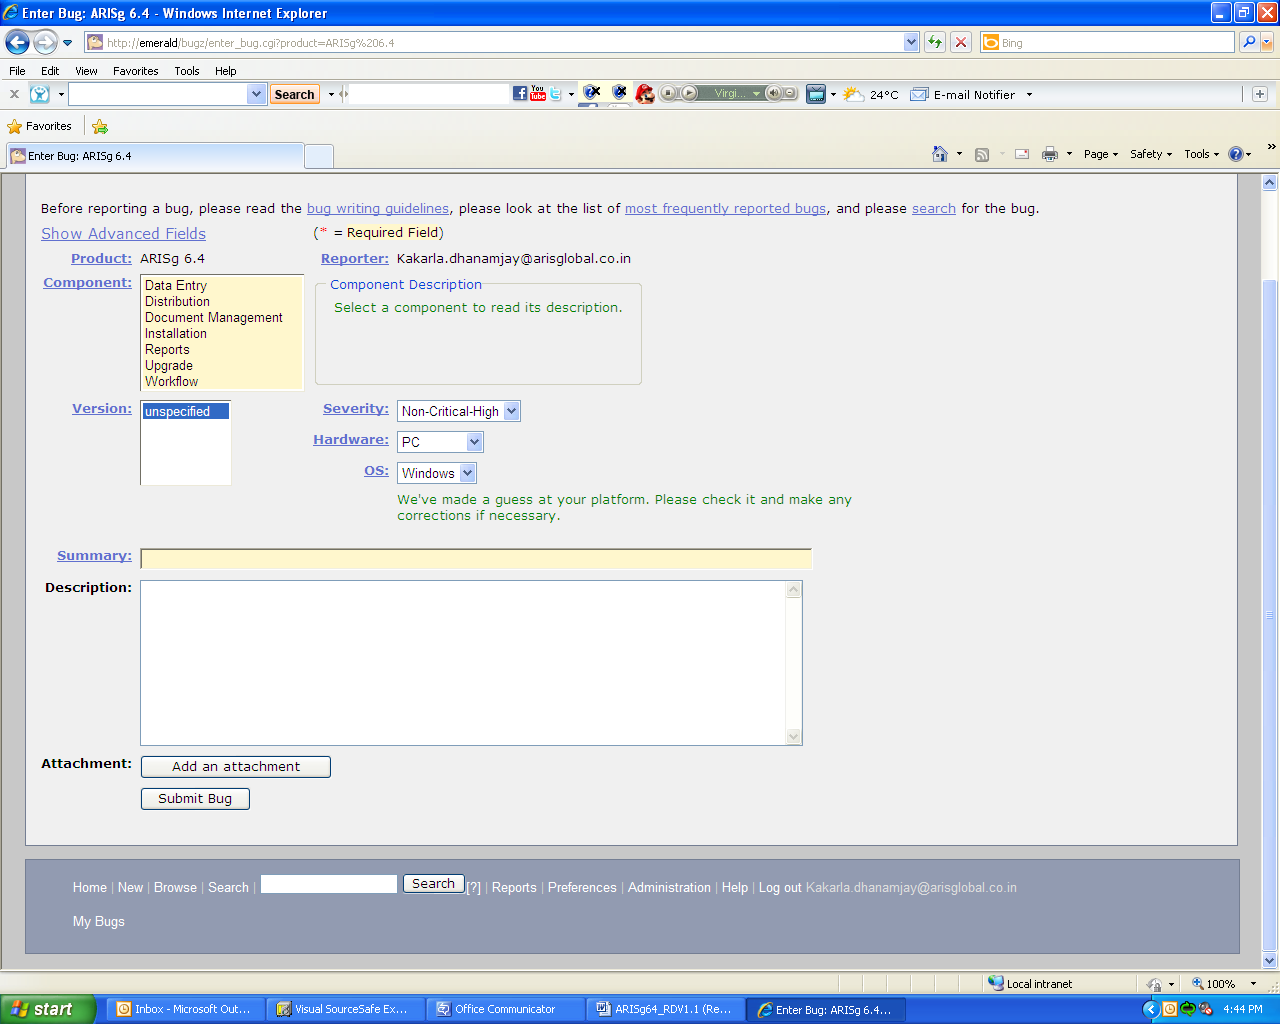 Enter Bug: ARISg 6.4 - Windows Internet Explorer
http://emerald/bugz/enter_bug.cgi?product=ARISg%206.4
Bing
File Edit View Favorites Tools Help
Search
You Tube
Virgi...
24°C
E-mail Notifier
Favorites
Enter Bug: ARISg 6.4
Page Safety Tools
Before reporting a bug, please read the bug writing guidelines, please look at the list of most frequently reported bugs, and please search for the bug.
Show Advanced Fields (* = Required Field)
Product: ARISg 6.4 Reporter: Kakarla.dhanamjay@arisglobal.co.in
Component:
Data Entry
Distribution
Document Management
Installation
Reports
Upgrade
Workflow
Component Description
Select a component to read its description.
Version: unspecified
Severity: Non-Critical-High
Hardware: PC
OS: Windows
We've made a guess at your platform. Please check it and make any
corrections if necessary.
Summary:
Description:
Attachment: Add an attachment
Submit Bug
Home | New | Browse | Search | Search [?] | Reports | Preferences | Administration | Help | Log out Kakarla.dhanamjay@arisglobal.co.in
My Bugs
Local intranet
100%
start
Inbox - Microsoft Out...
Visual SourceSafe Ex...
Office Communicator
ARISg64_RDV1.1 (Re...
Enter Bug: ARISg 6.4...
4:44 PM